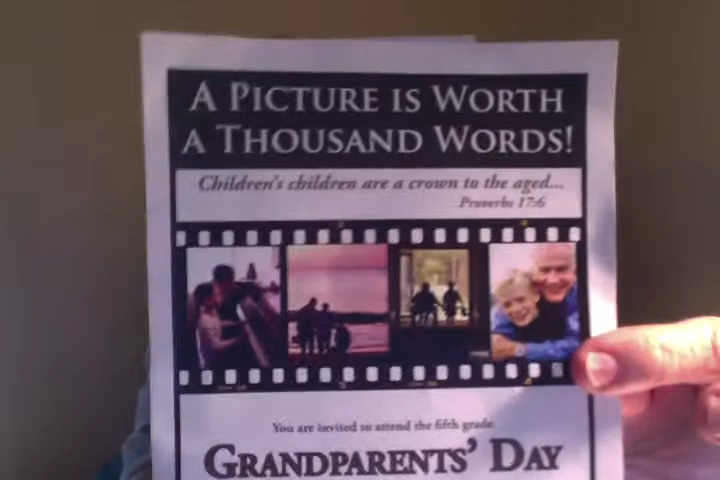 A PICTURE IS WORTH
A THOUSAND WORDS!
Children's children are a crown to the aged...
Proverbs 17:6
You are invited to attend the fifth grade
GRANDPARENTS' DAY